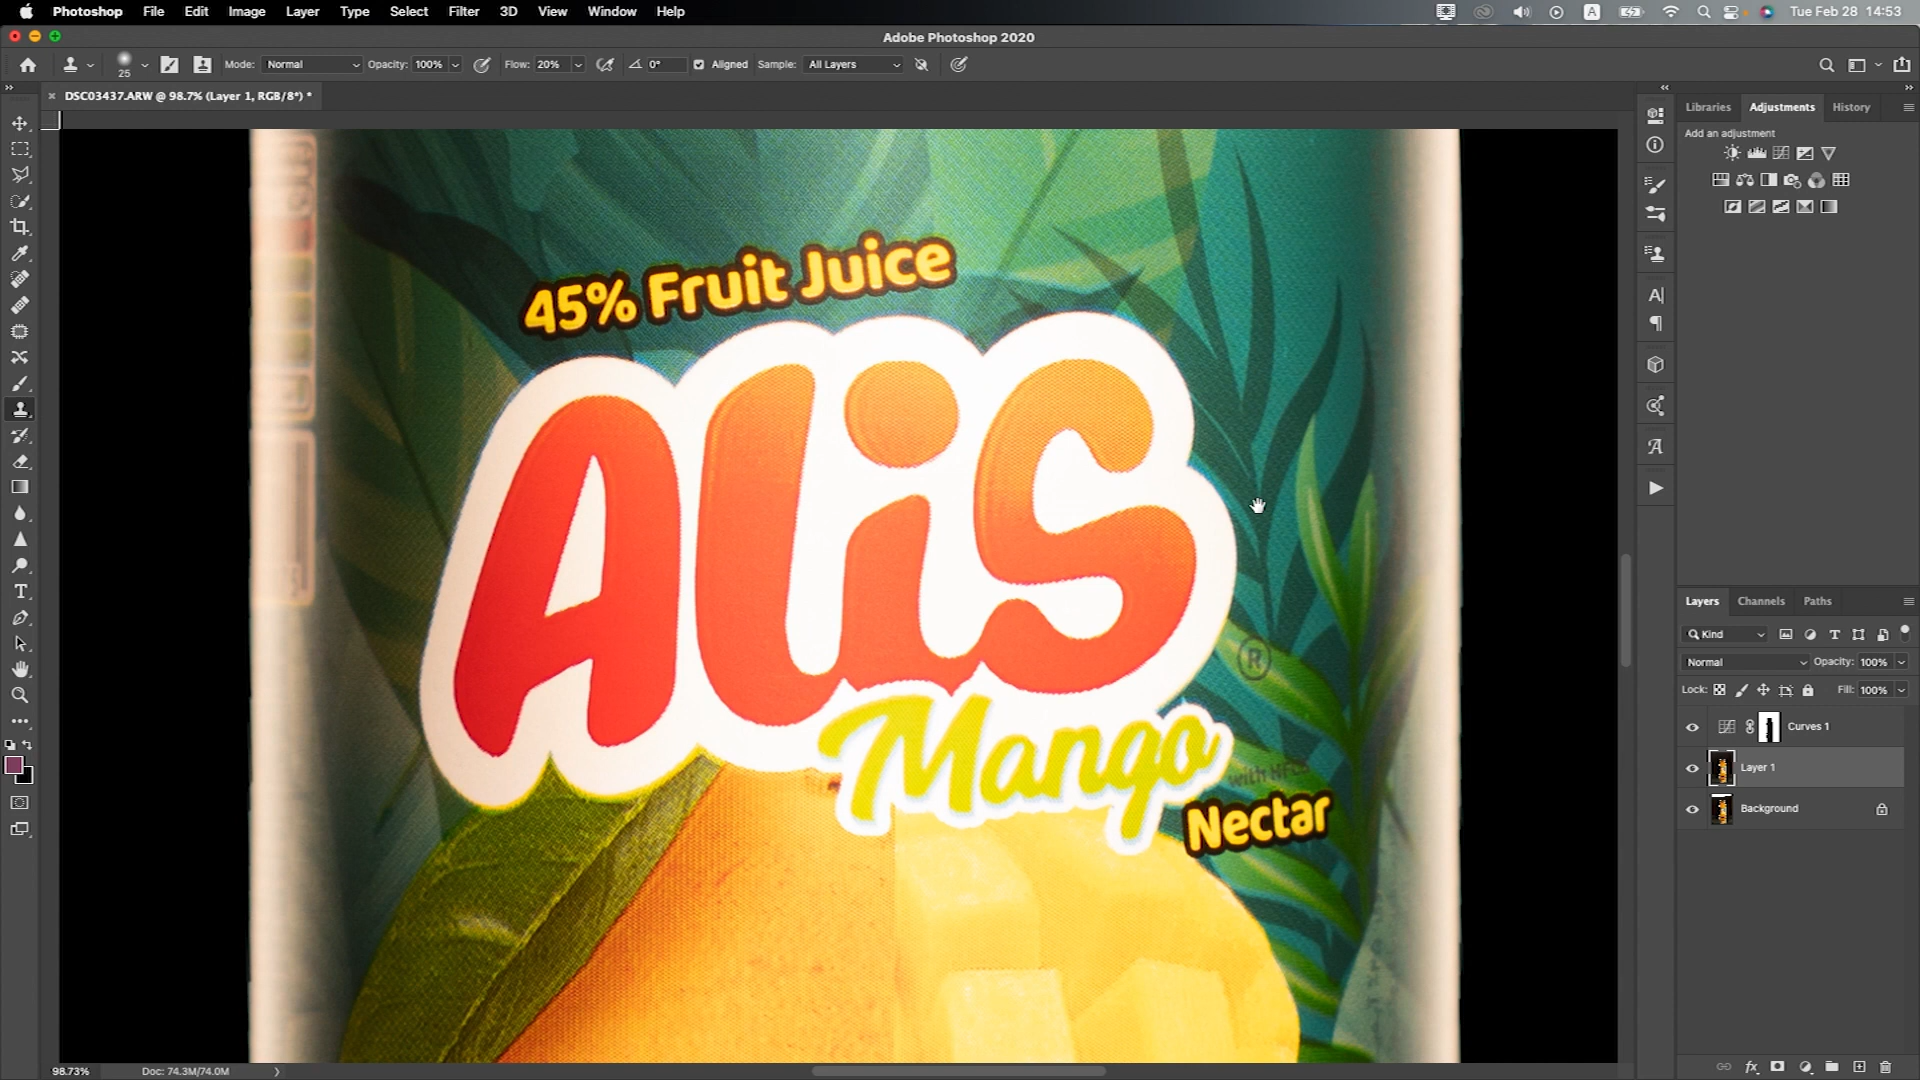 Photoshop File Edit Image Layer Type Select Filter 3D View Window Help
A
Tue Feb 28 14:53
Adobe Photoshop 2020
25 Mode: Normal Opacity: 100% Flow: 20% 0° Aligned Sample: All Layers
× DSC03437.ARW @ 98.7% (Layer 1, RGB/8*) *
Libraries Adjustments History
Add an adjustment
45% Fruit Juice
Alis
®
Mango
with
Nectar
Layers Channels Paths
Kind
Normal Opacity: 100%
Lock: Fill: 100%
Curves 1
Layer 1
Background
98.73% Doc: 74.3M/74.0M